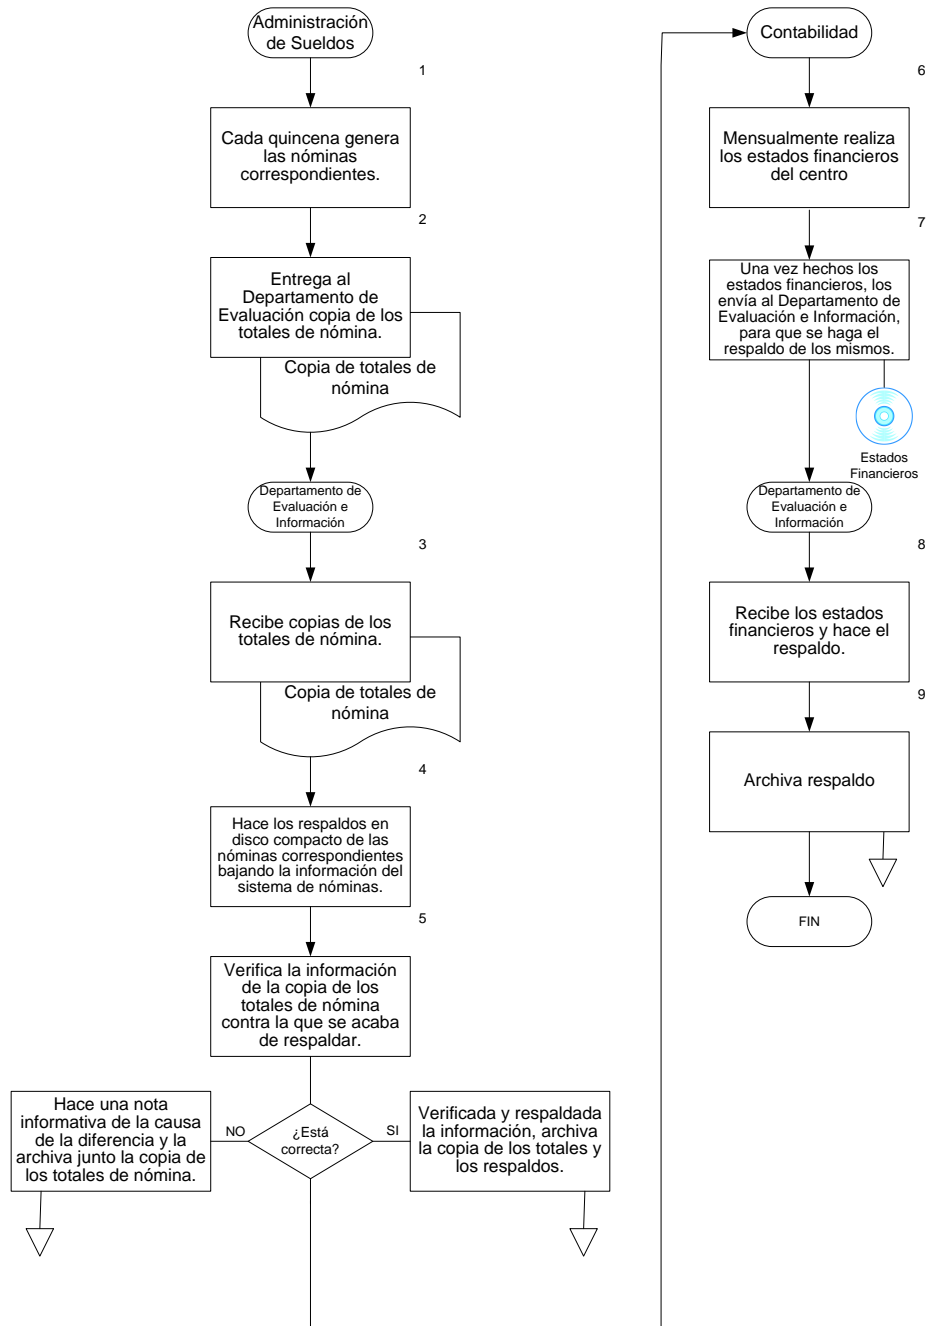 Administración
de Sueldos
1
Cada quincena genera
las nóminas
correspondientes.
2
Entrega al
Departamento de
Evaluación copia de los
totales de nómina.
Copia de totales de
nómina
Departamento de
Evaluación e
Información
3
Recibe copias de los
totales de nómina.
Copia de totales de
nómina
4
Hace los respaldos en
disco compacto de las
nóminas correspondientes
bajando la información del
sistema de nóminas.
5
Verifica la información
de la copia de los
totales de nómina
contra la que se acaba
de respaldar.
¿Está
correcta?
NO
Hace una nota
informativa de la causa
de la diferencia y la
archiva junto la copia de
los totales de nómina.
SI
Verificada y respaldada
la información, archiva
la copia de los totales y
los respaldos.
Contabilidad
6
Mensualmente realiza
los estados financieros
del centro
7
Una vez hechos los
estados financieros, los
envía al Departamento de
Evaluación e Información,
para que se haga el
respaldo de los mismos.
Estados
Financieros
Departamento de
Evaluación e
Información
8
Recibe los estados
financieros y hace el
respaldo.
9
Archiva respaldo
FIN